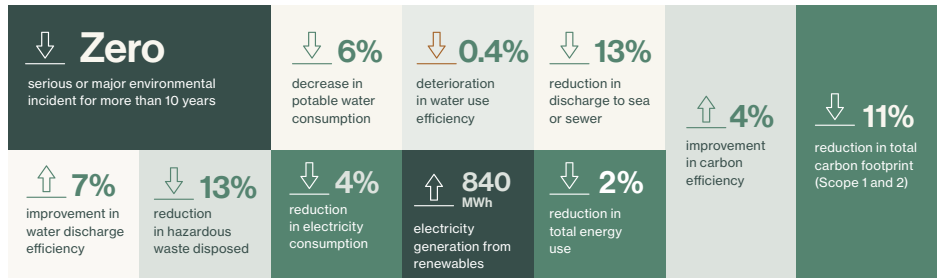 Zero
serious or major environmental
incident for more than 10 years
6%
decrease in
potable water
consumption
0.4%
deterioration
in water use
efficiency
13%
reduction in
discharge to sea
or sewer
4%
improvement
in carbon
efficiency
11%
reduction in total
carbon footprint
(Scope 1 and 2)
7%
improvement in
water discharge
efficiency
13%
reduction
in hazardous
waste disposed
4%
reduction
in electricity
consumption
840
MWh
electricity
generation from
renewables
2%
reduction in
total energy
use